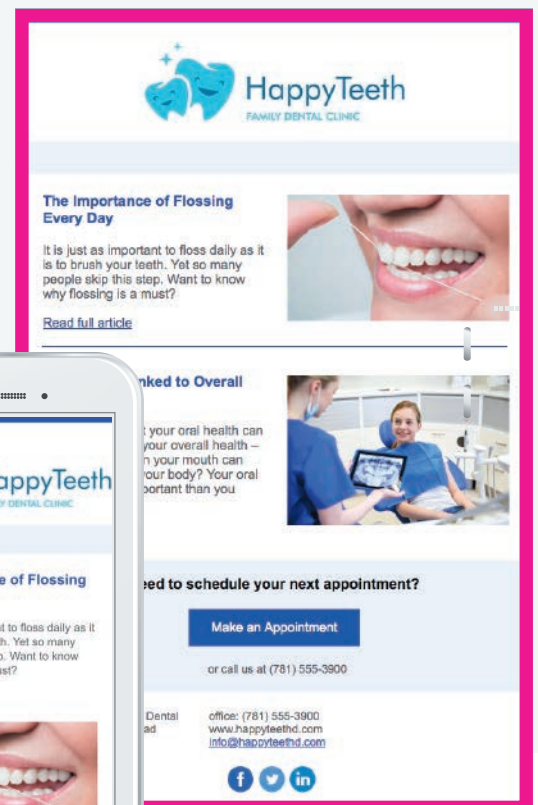 HappyTeeth
FAMILY DENTAL CLINIC
The Importance of Flossing
Every Day
It is just as important to floss daily as it
is to brush your teeth. Yet so many
people skip this step. Want to know
why flossing is a must?
Read full article
nked to Overall
t your oral health can
your overall health –
n your mouth can
your body? Your oral
portant than you
eed to schedule your next appointment?
Make an Appointment
or call us at (781) 555-3900
Dental
ad
office: (781) 555-3900
www.happyteethd.com
info@happyteethd.com
f
in
appyTeeth
Y DENTAL CLINIC
e of Flossing
t to floss daily as it
h. Yet so many
p. Want to know
ust?